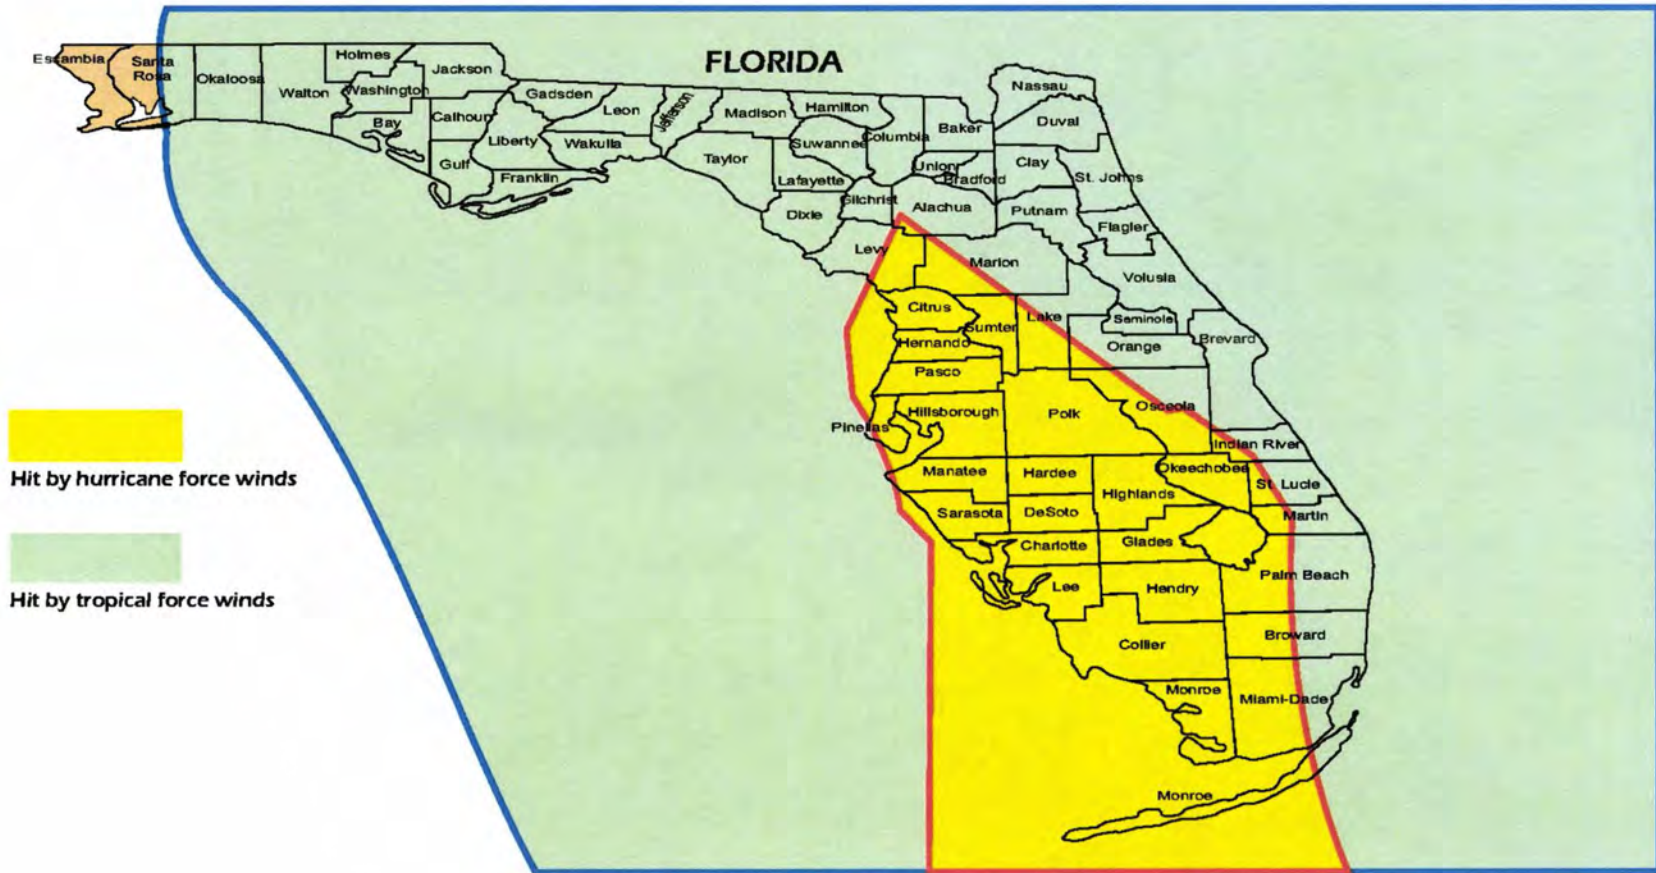 FLORIDA
Escambia
Santa
Rosa
Okaloosa
Walton
Holmes
Washington
Jackson
Bay
Calhoun
Gulf
Gadsden
Liberty
Franklin
Leon
Wakulla
Jefferson
Madison
Taylor
Hamilton
Suwannee
Lafayette
Dixie
Columbia
Gilchrist
Baker
Union
Bradford
Alachua
Levy
Nassau
Duval
Clay
St. Johns
Putnam
Flagler
Marion
Volusia
Citrus
Sumter
Lake
Seminole
Hernando
Orange
Brevard
Pasco
Hillsborough
Polk
Osceola
Pinellas
Indian River
Manatee
Hardee
Okeechobee
St. Lucie
Highlands
Sarasota
DeSoto
Martin
Charlotte
Glades
Lee
Hendry
Palm Beach
Collier
Broward
Monroe
Miami-Dade
Monroe
Hit by hurricane force winds
Hit by tropical force winds